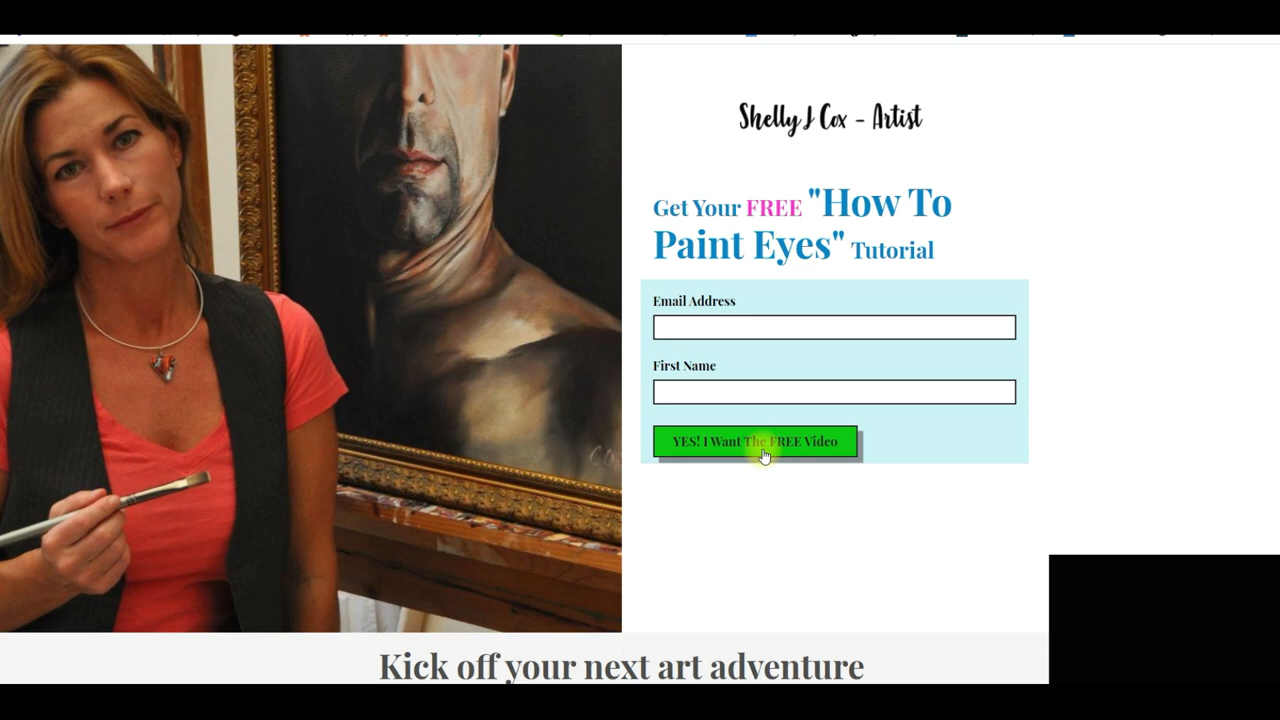 Shelly J Cox - Artist
Get Your FREE "How To
Paint Eyes" Tutorial
Email Address
First Name
YES! I Want The FREE Video
Kick off your next art adventure